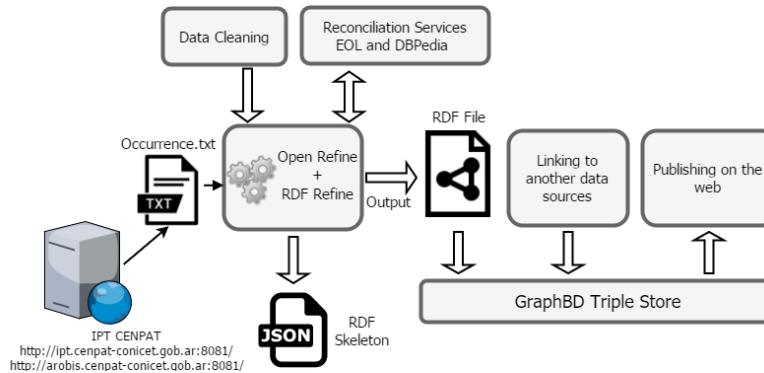 Data Cleaning
Reconciliation Services
EOL and DBPedia
Occurrence.txt
TXT
Open Refine
+
RDF Refine
Output
RDF File
Linking to
another data
sources
Publishing on the
web
GraphBD Triple Store
JSON
RDF
Skeleton
IPT CENPAT
http://ipt.cenpat-conicet.gob.ar:8081/
http://arobis.cenpat-conicet.gob.ar:8081/